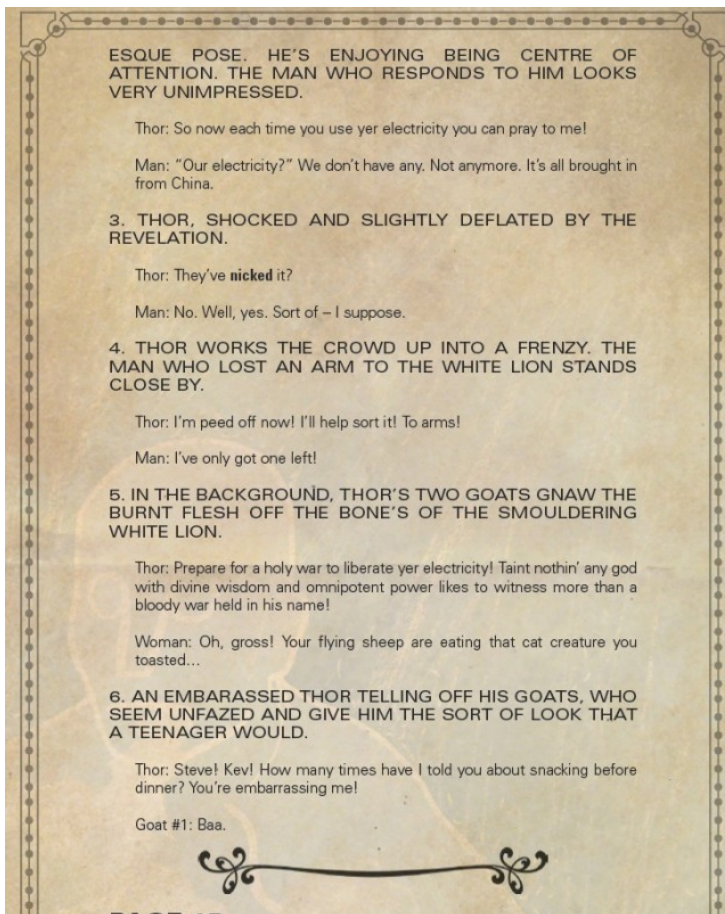 ESQUE POSE. HE'S ENJOYING BEING CENTRE OF
ATTENTION. THE MAN WHO RESPONDS TO HIM LOOKS
VERY UNIMPRESSED.
Thor: So now each time you use yer electricity you can pray to me!
Man: “Our electricity?” We don't have any. Not anymore. It's all brought in
from China.
3. THOR, SHOCKED AND SLIGHTLY DEFLATED BY THE
REVELATION.
Thor: They've nicked it?
Man: No. Well, yes. Sort of – I suppose.
4. THOR WORKS THE CROWD UP INTO A FRENZY. THE
MAN WHO LOST AN ARM TO THE WHITE LION STANDS
CLOSE BY.
Thor: I'm peed off now! I'll help sort it! To arms!
Man: I've only got one left!
5. IN THE BACKGROUND, THOR'S TWO GOATS GNAW THE
BURNT FLESH OFF THE BONE'S OF THE SMOULDERING
WHITE LION.
Thor: Prepare for a holy war to liberate yer electricity! Taint nothin' any god
with divine wisdom and omnipotent power likes to witness more than a
bloody war held in his name!
Woman: Oh, gross! Your flying sheep are eating that cat creature you
toasted...
6. AN EMBARASSED THOR TELLING OFF HIS GOATS, WHO
SEEM UNFAZED AND GIVE HIM THE SORT OF LOOK THAT
A TEENAGER WOULD.
Thor: Steve! Kev! How many times have I told you about snacking before
dinner? You're embarrassing me!
Goat #1: Baa.